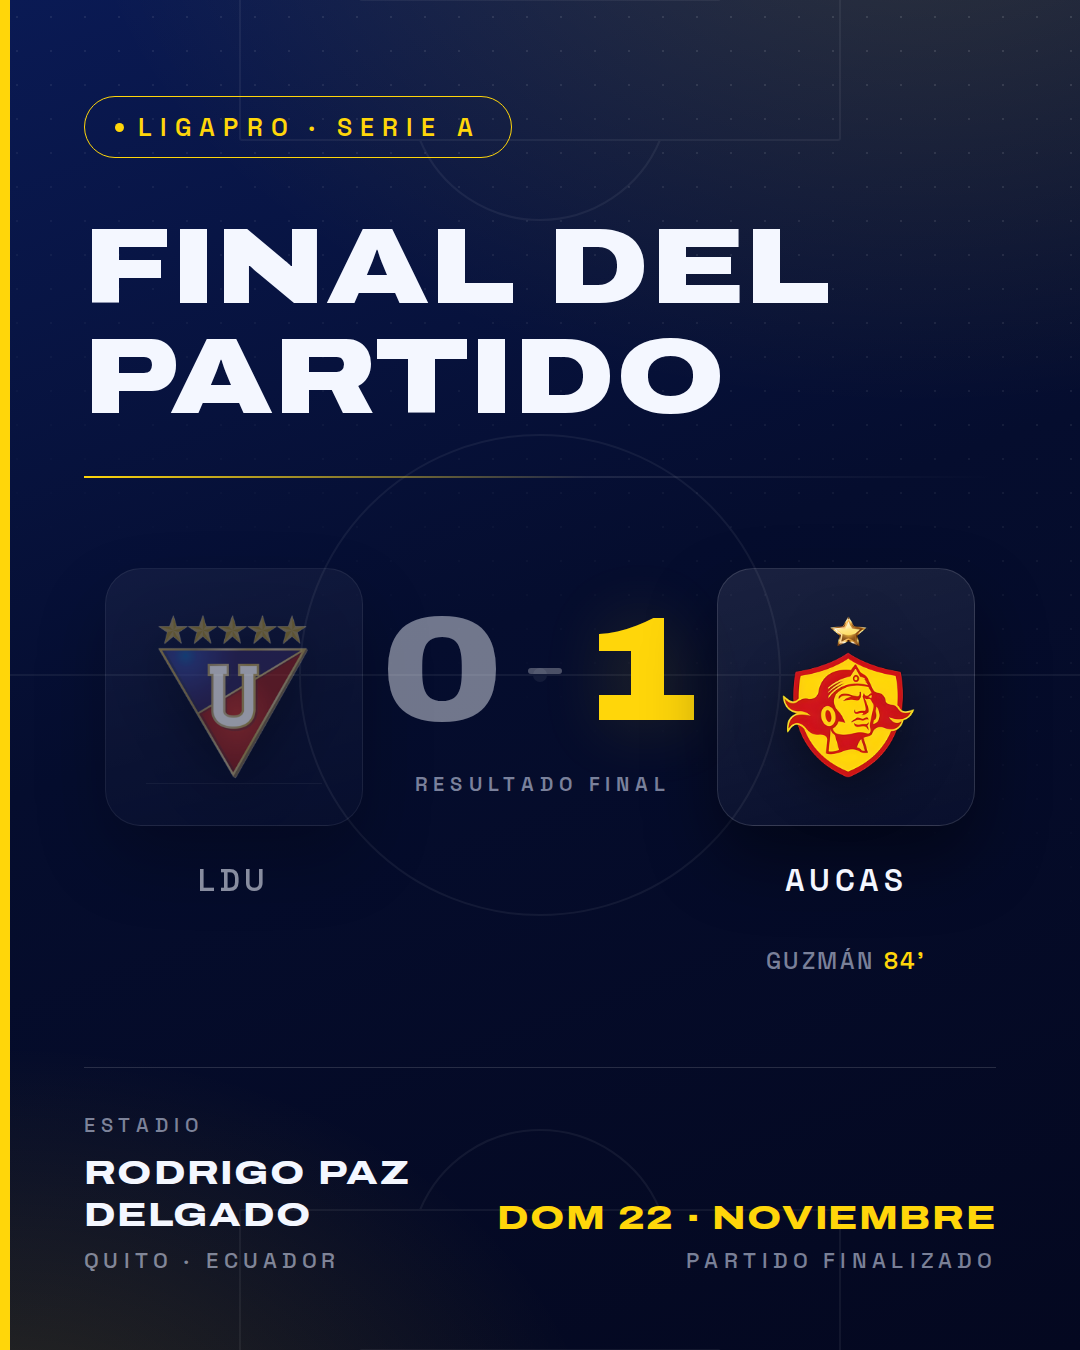 LIGAPRO · SERIE A
FINAL DEL
PARTIDO
U
0 - 1
RESULTADO FINAL
LDU
AUCAS
GUZMÁN 84’
ESTADIO
RODRIGO PAZ
DELGADO
QUITO · ECUADOR
DOM 22 · NOVIEMBRE
PARTIDO FINALIZADO